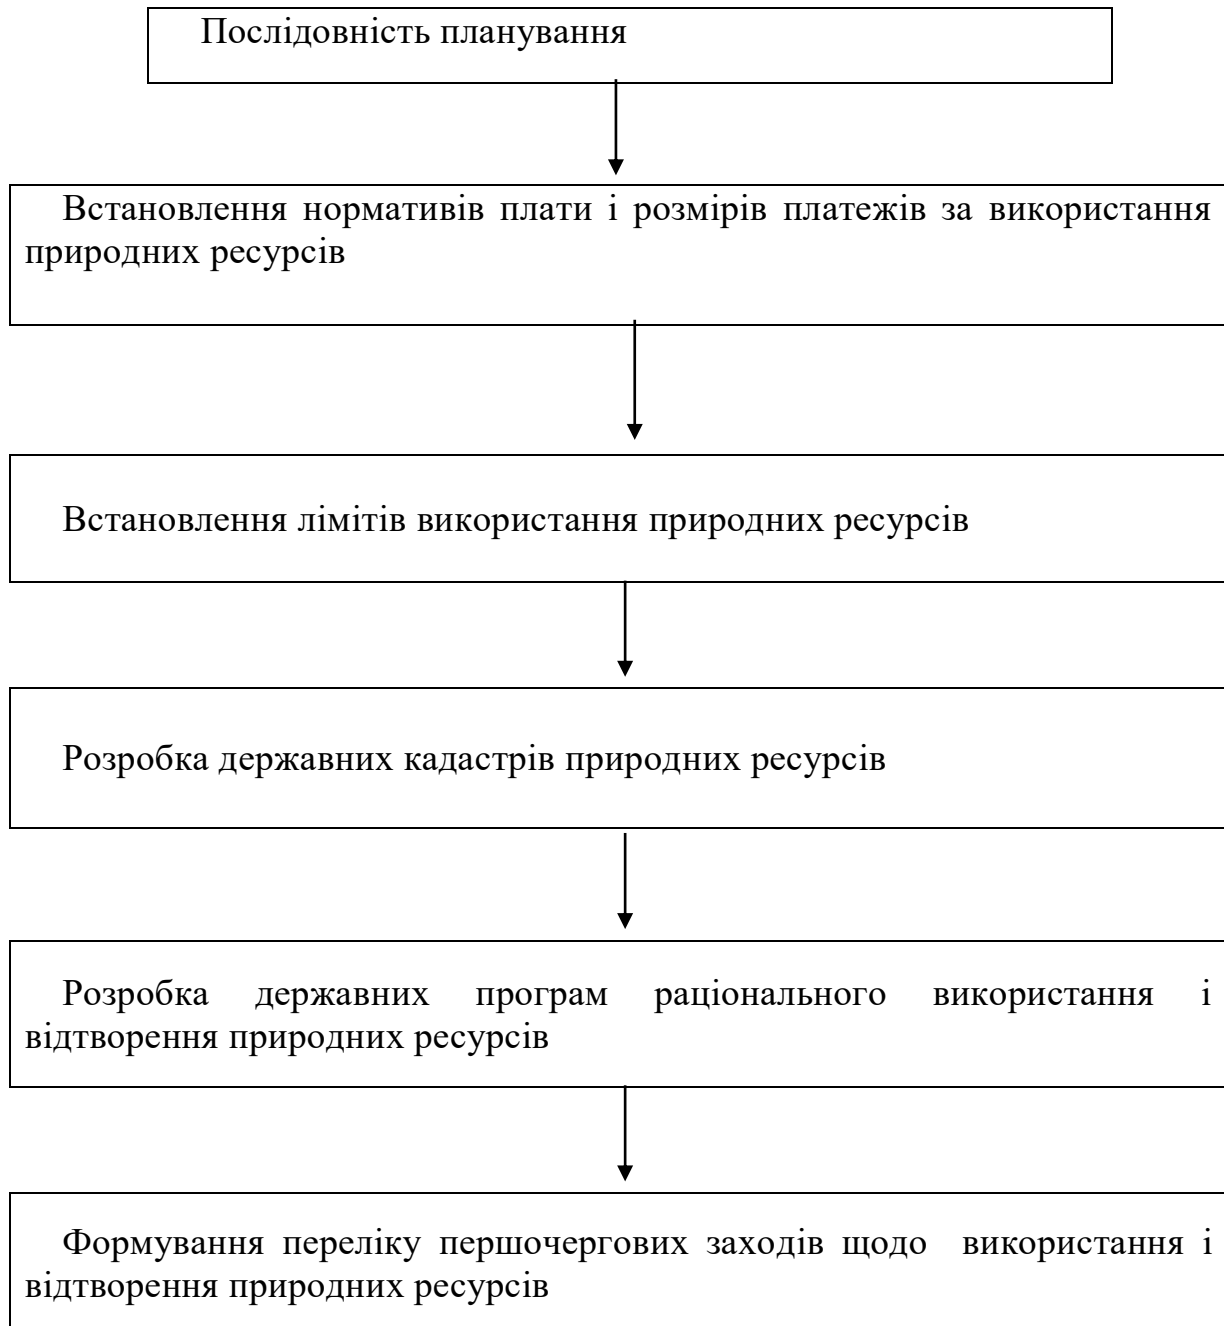 Послідовність планування
Встановлення нормативів плати і розмірів платежів за використання
природних ресурсів
Встановлення лімітів використання природних ресурсів
Розробка державних кадастрів природних ресурсів
Розробка державних програм раціонального використання і
відтворення природних ресурсів
Формування переліку першочергових заходів щодо використання і
відтворення природних ресурсів